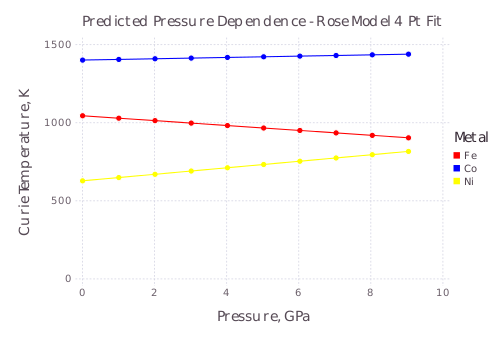 Predicted Pressure Dependence - Rose Model 4 Pt Fit
1500
1000
500
0
Curie Temperature, K
0 2 4 6 8 10
Pressure, GPa
Metal
Fe
Co
Ni